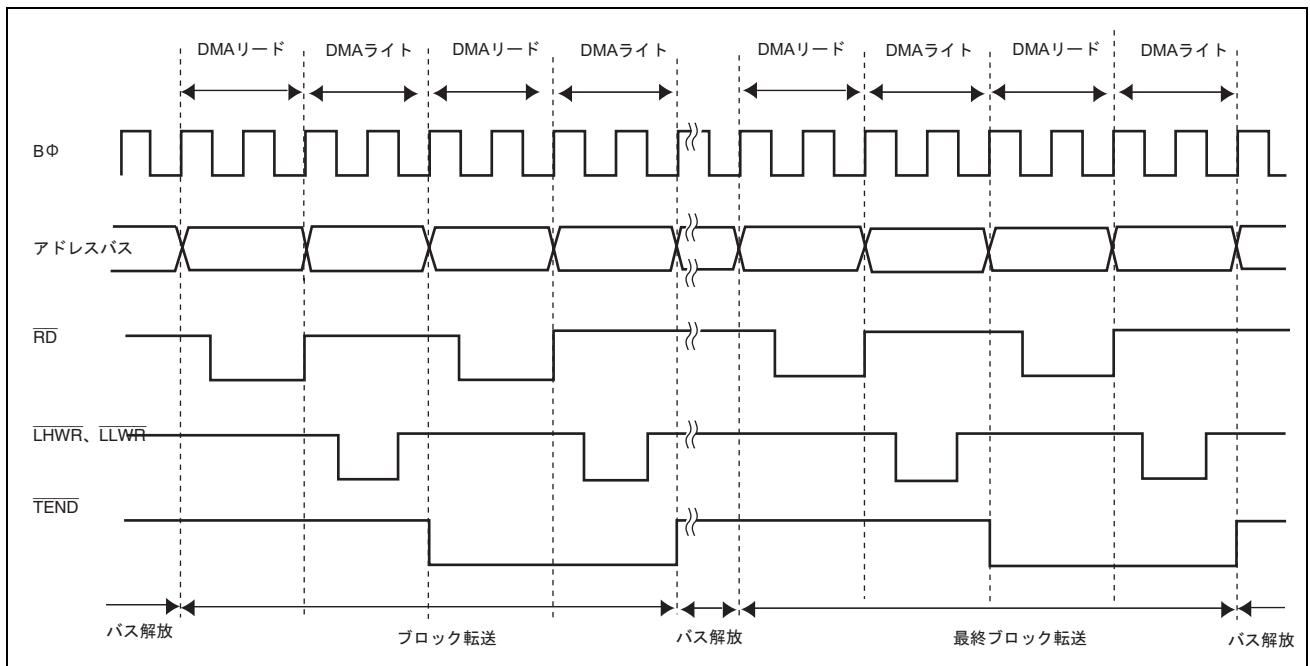 DMAリード DMAライト DMAリード DMAライト DMAリード DMAライト DMAリード DMAライト
BΦ
アドレスバス
RD
LHWR、LLWR
TEND
バス解放 ブロック転送 バス解放 最終ブロック転送 バス解放